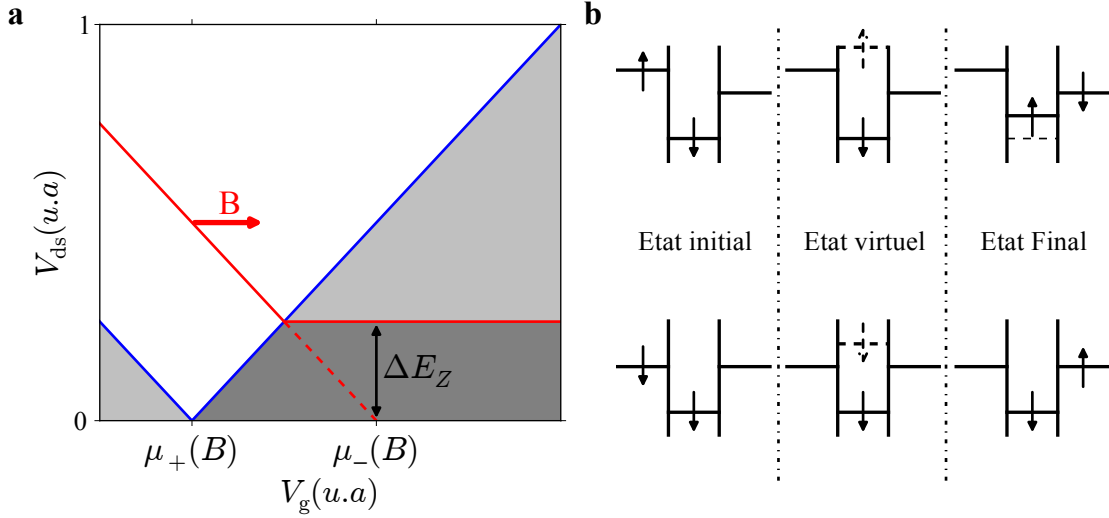 a
1
V_ds(u.a)
B
ΔE_Z
0
μ_+(B)
μ_−(B)
V_g(u.a)
b
Etat initial
Etat virtuel
Etat Final